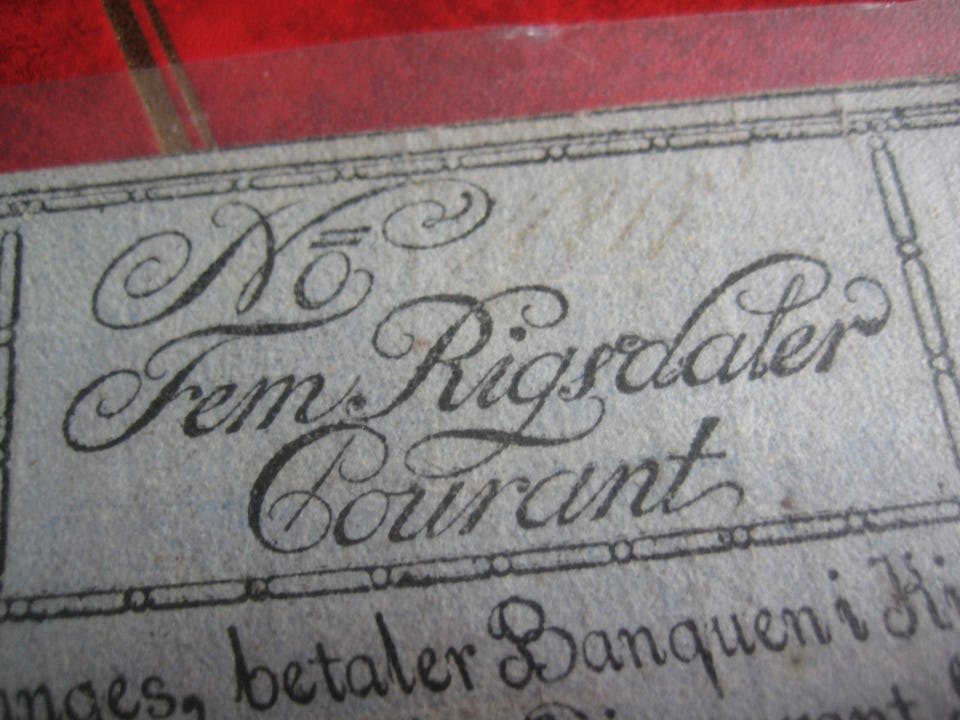 No
Fem Rigsdaler
Courant
betaler Banquen i